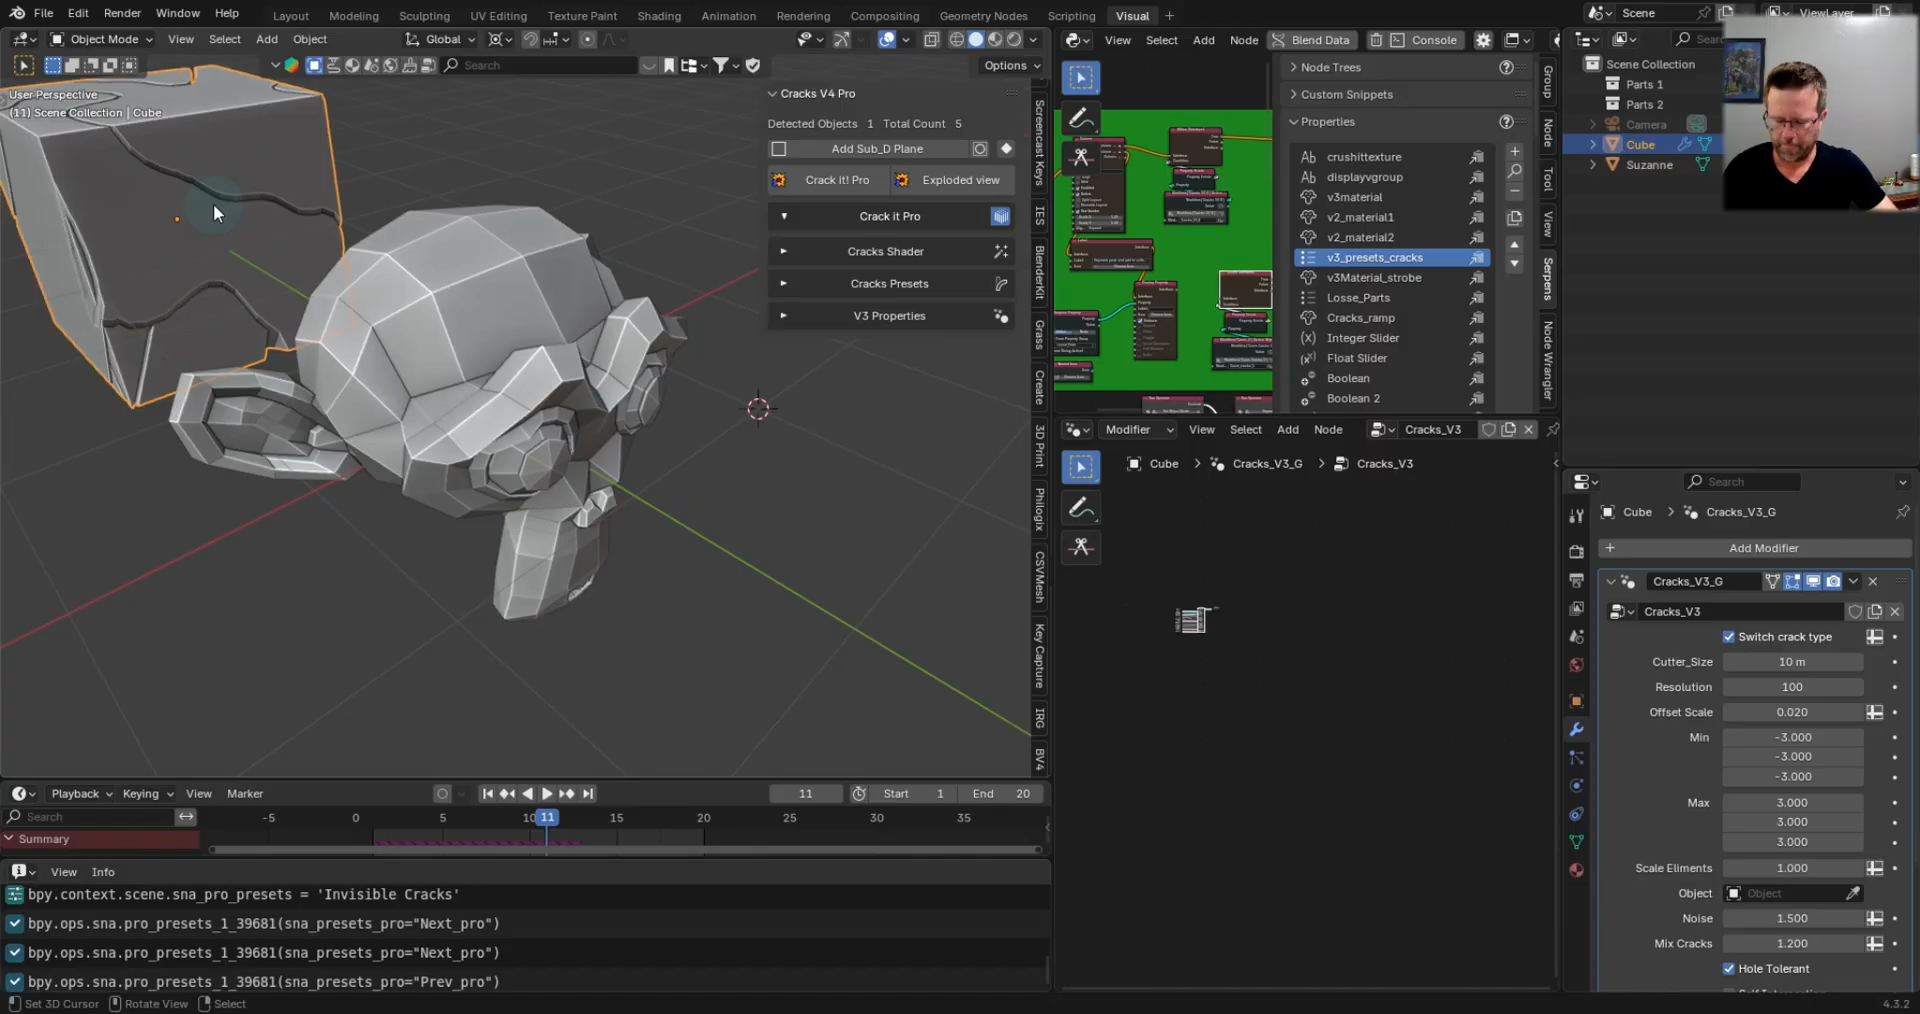 File Edit Render Window Help
Layout Modeling Sculpting UV Editing Texture Paint Shading Animation Rendering Compositing Geometry Nodes Scripting Visual +
Scene
ViewLayer
Object Mode View Select Add Object Global
Search Options
User Perspective
(11) Scene Collection | Cube
Cracks V4 Pro
Detected Objects 1 Total Count 5
Add Sub_D Plane
Crack it! Pro Exploded view
Crack it Pro
Cracks Shader
Cracks Presets
V3 Properties
Screencast Keys
IES
BlenderKit
Grass
Create
3D Print
Philogix
CSVMesh
Key Capture
IRG
BV4
View Select Add Node Blend Data Console
Node Trees
Custom Snippets
Properties
Ab crushittexture
Ab displayvgroup
v3material
v2_material1
v2_material2
v3_presets_cracks
v3Material_strobe
Losse_Parts
Cracks_ramp
(x) Integer Slider
(x) Float Slider
Boolean
Boolean 2
Group
Node
Tool
View
Serpens
Node Wrangler
Scene Collection
Parts 1
Parts 2
Camera
Cube
Suzanne
Modifier View Select Add Node Cracks_V3
Cube > Cracks_V3_G > Cracks_V3
Search
Cube > Cracks_V3_G
+ Add Modifier
Cracks_V3_G
Cracks_V3
Switch crack type
Cutter_Size 10 m
Resolution 100
Offset Scale 0.020
Min -3.000
-3.000
-3.000
Max 3.000
3.000
3.000
Scale Eliments 1.000
Object Object
Noise 1.500
Mix Cracks 1.200
Hole Tolerant
Playback Keying View Marker
11 Start 1 End 20
Search -5 0 5 10 11 15 20 25 30 35
Summary
View Info
bpy.context.scene.sna_pro_presets = 'Invisible Cracks'
bpy.ops.sna.pro_presets_1_39681(sna_presets_pro="Next_pro")
bpy.ops.sna.pro_presets_1_39681(sna_presets_pro="Next_pro")
bpy.ops.sna.pro_presets_1_39681(sna_presets_pro="Prev_pro")
Set 3D Cursor Rotate View Select
4.3.2